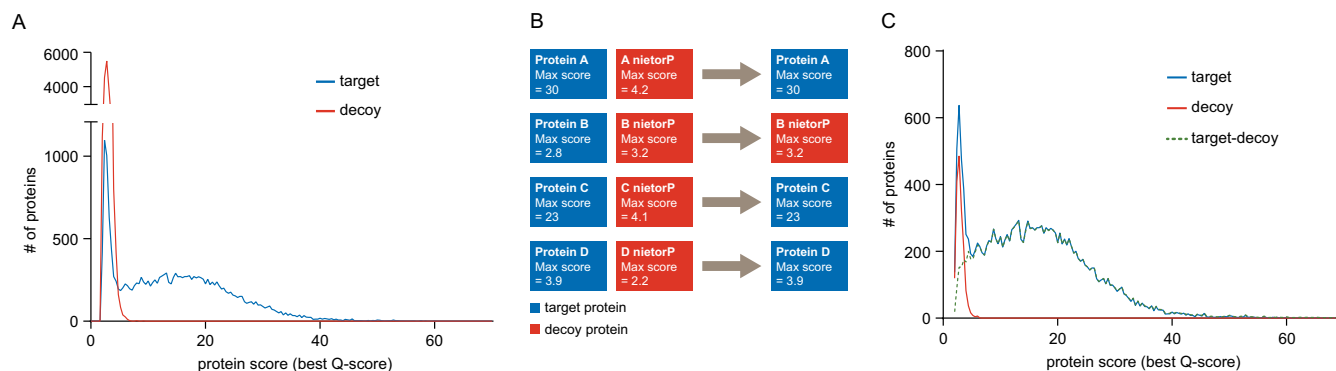 A
6000
4000
1000
500
0
# of proteins
0
20
40
60
protein score (best Q-score)
target
decoy
B
Protein A
Max score
= 30
A nietorP
Max score
= 4.2
Protein A
Max score
= 30
Protein B
Max score
= 2.8
B nietorP
Max score
= 3.2
B nietorP
Max score
= 3.2
Protein C
Max score
= 23
C nietorP
Max score
= 4.1
Protein C
Max score
= 23
Protein D
Max score
= 3.9
D nietorP
Max score
= 2.2
Protein D
Max score
= 3.9
target protein
decoy protein
C
800
600
400
200
0
# of proteins
0
20
40
60
protein score (best Q-score)
target
decoy
target-decoy